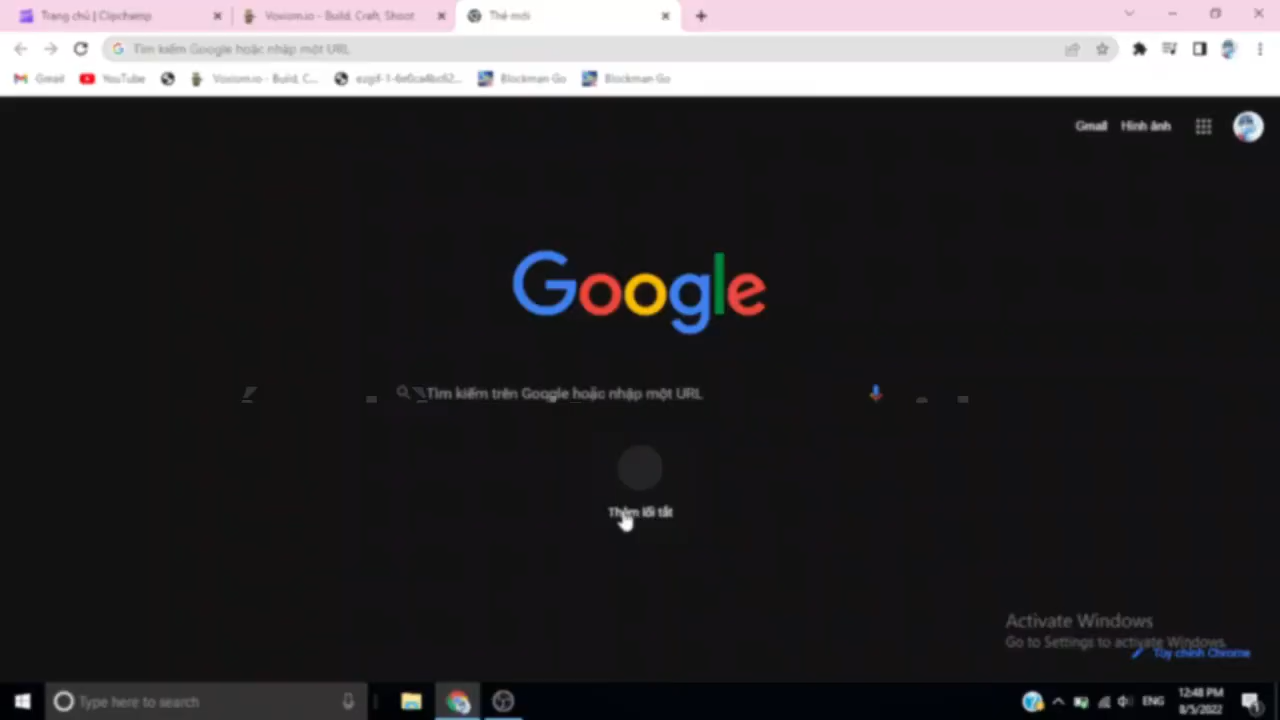 Trang chủ | Clipchamp
Voxiom.io - Build, Craft, Shoot
Thẻ mới
Tìm kiếm Google hoặc nhập một URL
Gmail
YouTube
Voxiom.io - Build, C...
Blockman Go
Blockman Go
Gmail Hình ảnh
Google
Tìm kiếm trên Google hoặc nhập một URL
Thêm lối tắt
Activate Windows
Go to Settings to activate Windows.
Tùy chỉnh Chrome
Type here to search
ENG
12:48 PM
8/5/2022